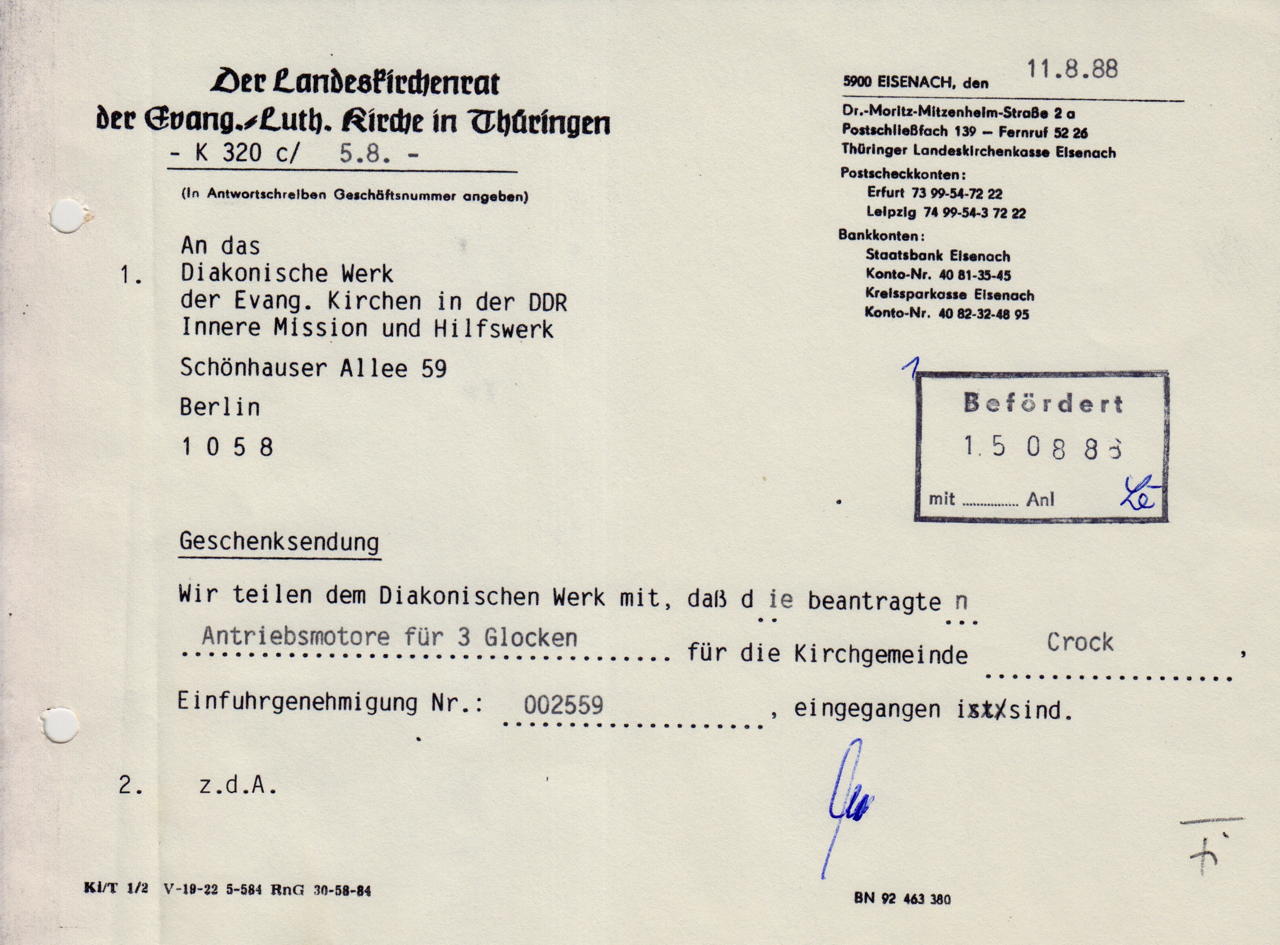 Der Landeskirchenrat
der Evang.-Luth. Kirche in Thüringen
- K 320 c/ 5.8. -
(In Antwortschreiben Geschäftsnummer angeben)
5900 EISENACH, den 11.8.88
Dr.-Moritz-Mitzenheim-Straße 2 a
Postschließfach 139 – Fernruf 52 26
Thüringer Landeskirchenkasse Eisenach
Postscheckkonten:
Erfurt 73 99-54-72 22
Leipzig 74 99-54-3 72 22
Bankkonten:
Staatsbank Eisenach
Konto-Nr. 40 81-35-45
Kreissparkasse Eisenach
Konto-Nr. 40 82-32-48 95
An das
1. Diakonische Werk
der Evang. Kirchen in der DDR
Innere Mission und Hilfswerk
Schönhauser Allee 59
Berlin
1 0 5 8
Befördert
1.5 08 88
mit ............ Anl
Geschenksendung
Wir teilen dem Diakonischen Werk mit, daß d ie beantragte n
Antriebsmotore für 3 Glocken für die Kirchgemeinde Crock ,
Einfuhrgenehmigung Nr.: 002559 , eingegangen ist/sind.
2. z.d.A.
Ki/T 1/2 V-19-22 5-584 RnG 30-58-84
BN 92 463 380